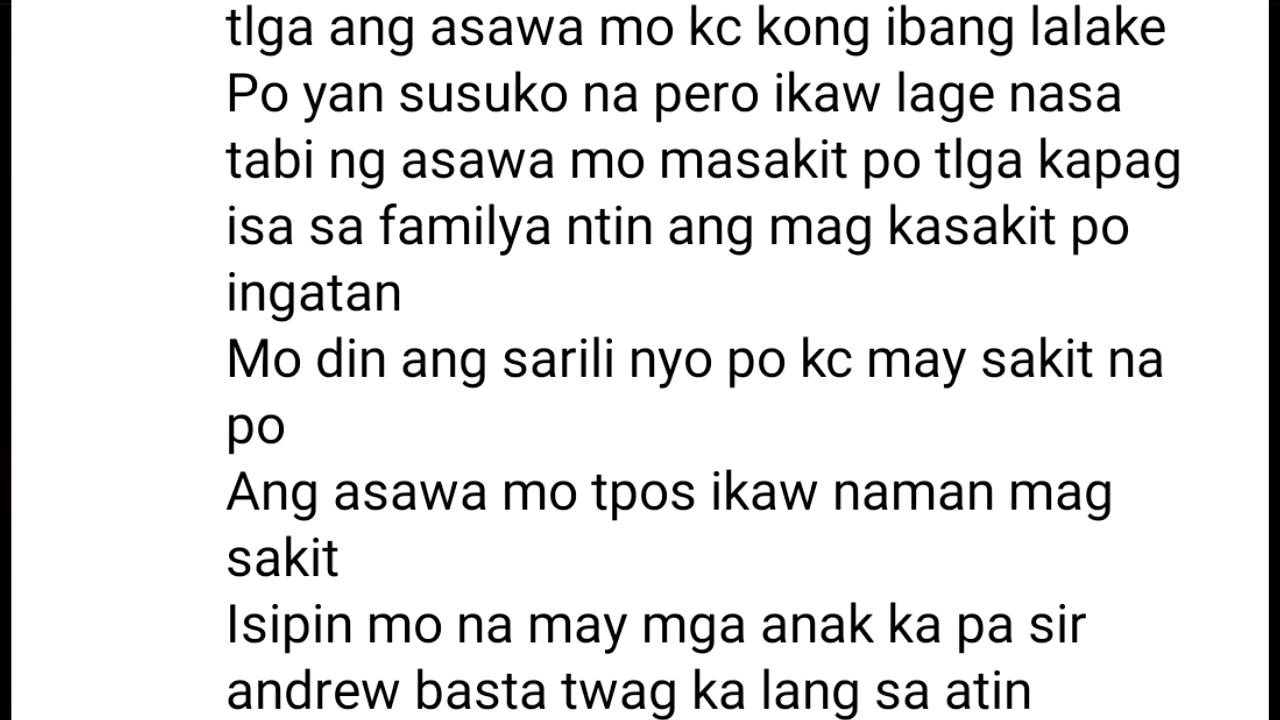 tlga ang asawa mo kc kong ibang lalake
Po yan susuko na pero ikaw lage nasa
tabi ng asawa mo masakit po tlga kapag
isa sa familya ntin ang mag kasakit po
ingatan
Mo din ang sarili nyo po kc may sakit na
po
Ang asawa mo tpos ikaw naman mag
sakit
Isipin mo na may mga anak ka pa sir
andrew basta twag ka lang sa atin